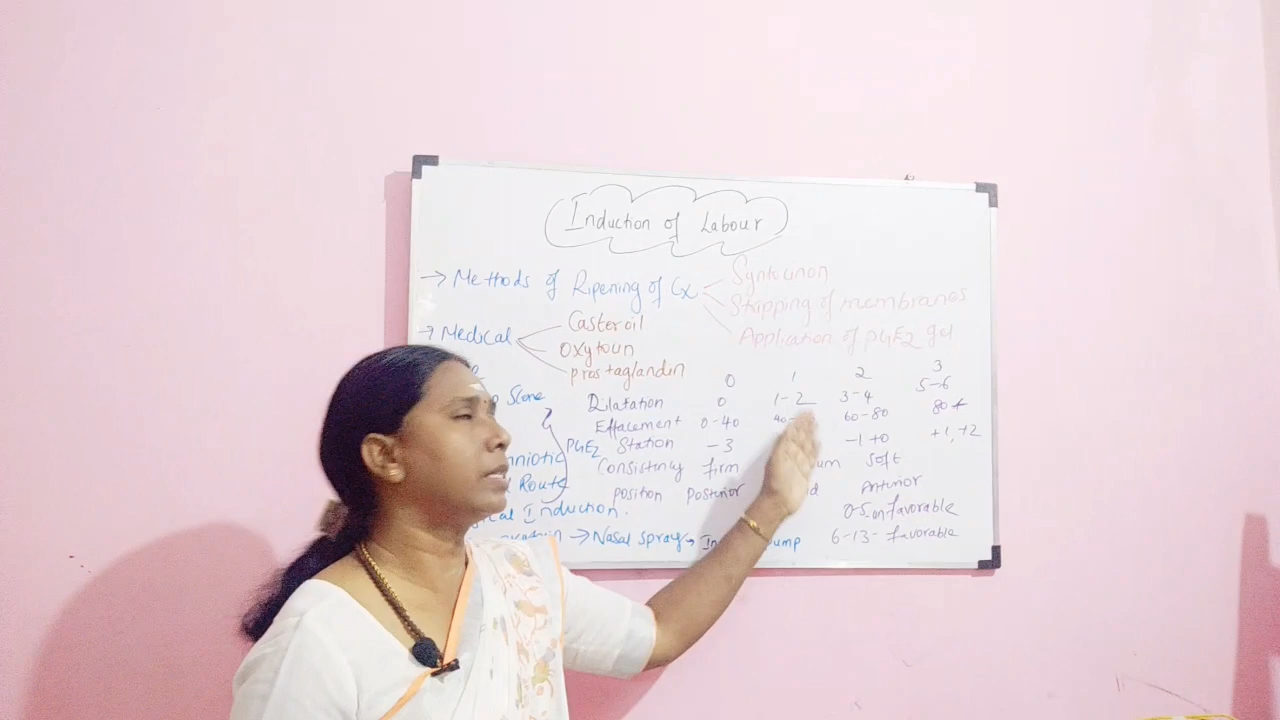 Induction of Labour
→ Methods of Ripening of Cx
Syntocinon
Stripping of membranes
Application of PGE2 gel
→ Medical
Casteroil
Oxytocin
prostaglandin
Score
0 1 2 3
Dilatation 0 1-2 3-4 5-6
Effacement 0-40 60-80 80+
PGE2 Station -3 -1+0 +1,+2
Consistency firm Soft
Position Posterior Antirior
Route
0-5 unfavorable
Induction.
→ Nasal spray → 6-13- favorable